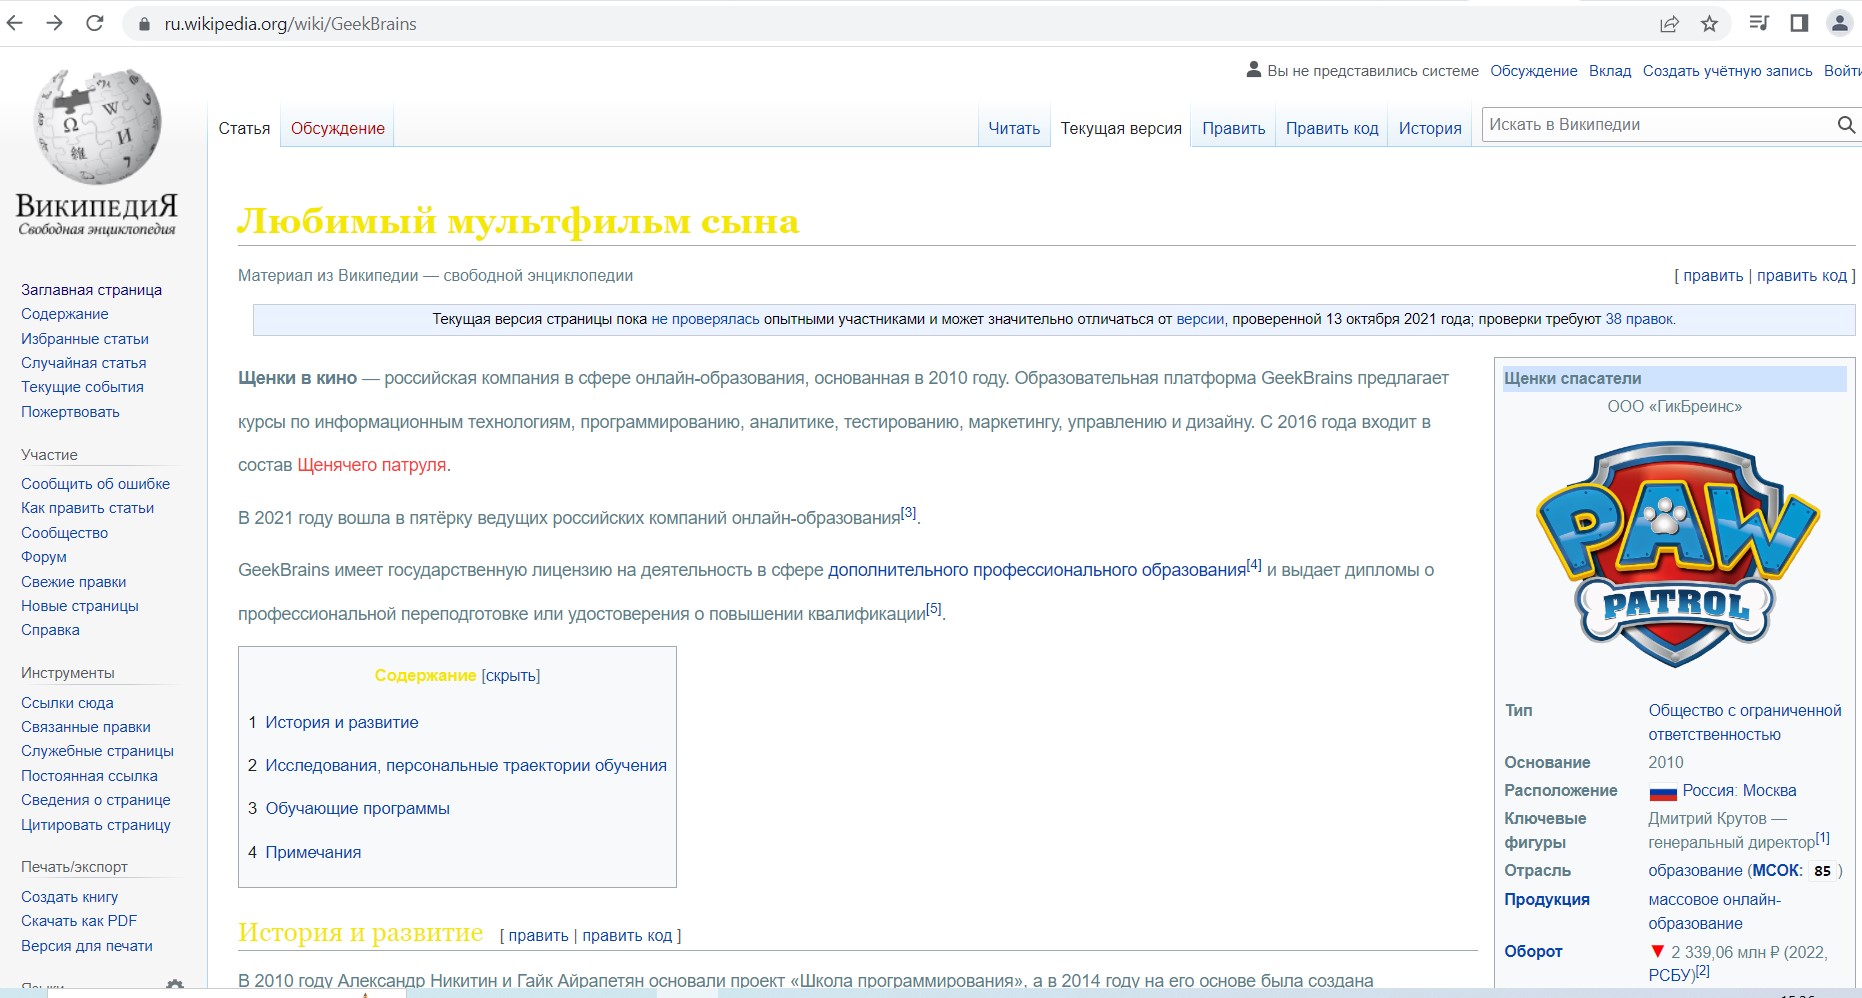 ru.wikipedia.org/wiki/GeekBrains
Вы не представились системе Обсуждение Вклад Создать учётную запись Войти
Статья Обсуждение Читать Текущая версия Править Править код История Искать в Википедии
ВикипедиЯ
Свободная энциклопедия
Заглавная страница
Содержание
Избранные статьи
Случайная статья
Текущие события
Пожертвовать
Участие
Сообщить об ошибке
Как править статьи
Сообщество
Форум
Свежие правки
Новые страницы
Справка
Инструменты
Ссылки сюда
Связанные правки
Служебные страницы
Постоянная ссылка
Сведения о странице
Цитировать страницу
Печать/экспорт
Создать книгу
Скачать как PDF
Версия для печати
Любимый мультфильм сына
Материал из Википедии — свободной энциклопедии [ править | править код ]
Текущая версия страницы пока не проверялась опытными участниками и может значительно отличаться от версии, проверенной 13 октября 2021 года; проверки требуют 38 правок.
Щенки в кино — российская компания в сфере онлайн-образования, основанная в 2010 году. Образовательная платформа GeekBrains предлагает
курсы по информационным технологиям, программированию, аналитике, тестированию, маркетингу, управлению и дизайну. С 2016 года входит в
состав Щенячего патруля.
В 2021 году вошла в пятёрку ведущих российских компаний онлайн-образования[3].
GeekBrains имеет государственную лицензию на деятельность в сфере дополнительного профессионального образования[4] и выдает дипломы о
профессиональной переподготовке или удостоверения о повышении квалификации[5].
Содержание [скрыть]
1 История и развитие
2 Исследования, персональные траектории обучения
3 Обучающие программы
4 Примечания
История и развитие [ править | править код ]
В 2010 году Александр Никитин и Гайк Айрапетян основали проект «Школа программирования», а в 2014 году на его основе была создана
Щенки спасатели
ООО «ГикБреинс»
PAW
PATROL
Тип Общество с ограниченной
ответственностью
Основание 2010
Расположение Россия: Москва
Ключевые Дмитрий Крутов —
фигуры генеральный директор[1]
Отрасль образование (МСОК: 85 )
Продукция массовое онлайн-
образование
Оборот ▼ 2 339,06 млн ₽ (2022,
РСБУ)[2]